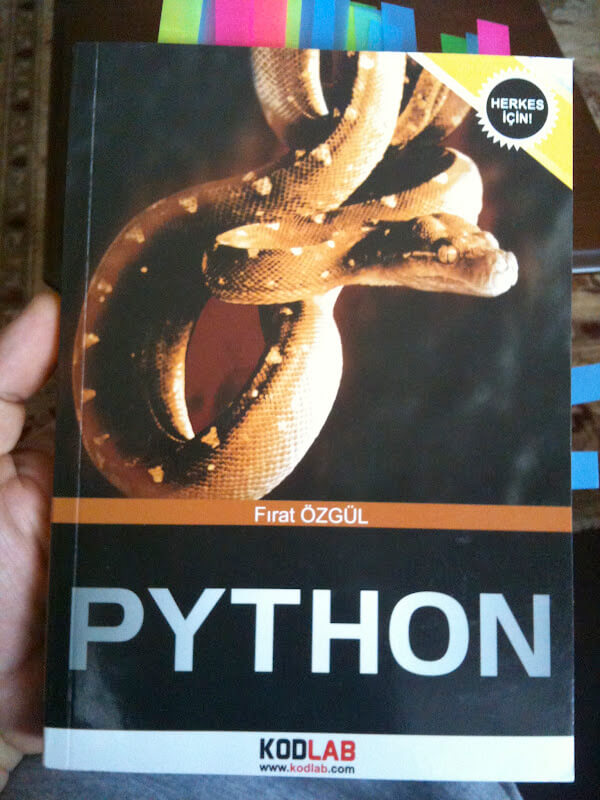 HERKES
İÇİN!
Fırat ÖZGÜL
PYTHON
KODLAB
www.kodlab.com